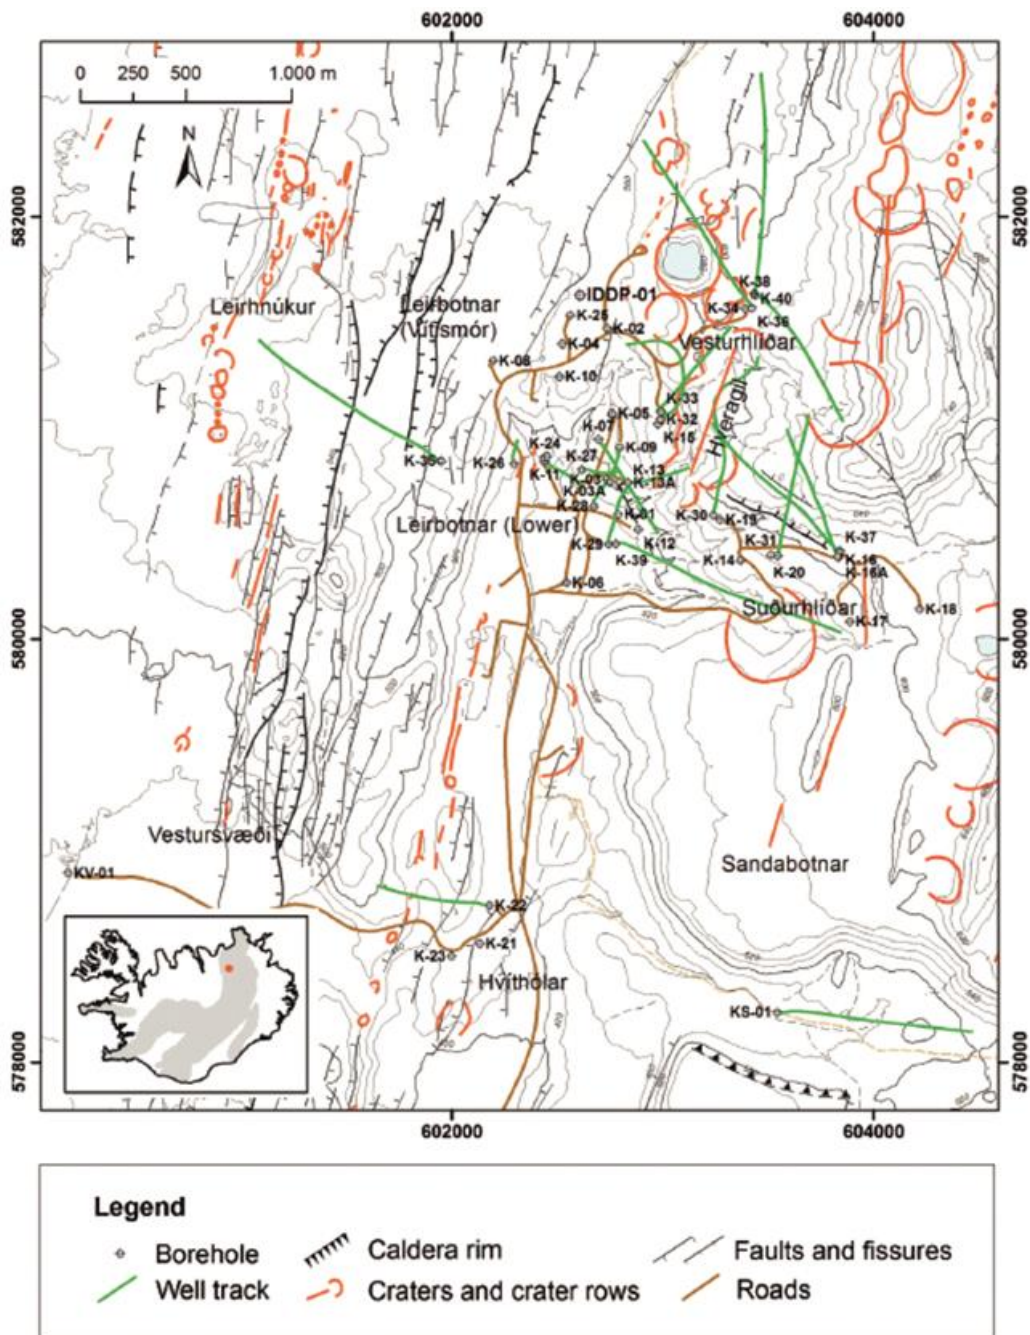 602000
604000
0 250 500 1.000 m
N
582000
582000
Leirhnúkur
Leirbotnar
(Vítismór)
IDDP-01
K-38
K-40
K-34
K-36
Vesturhlíðar
K-25
K-02
K-04
K-08
K-10
K-33
K-05
K-32
K-15
K-07
K-09
Hveragil
K-24
K-27
K-35
K-26
K-11
K-03
K-13
K-13A
K-03A
K-28
K-01
K-30
K-19
Leirbotnar (Lower)
K-37
K-31
K-29
K-12
K-16
K-39
K-14
K-20
K-16A
K-06
Suðurhlíðar
K-18
K-17
580000
580000
Vestursvæði
Sandabotnar
KV-01
K-22
K-21
K-23
Hvíthólar
KS-01
578000
578000
602000
604000
Legend
Borehole
Caldera rim
Faults and fissures
Well track
Craters and crater rows
Roads